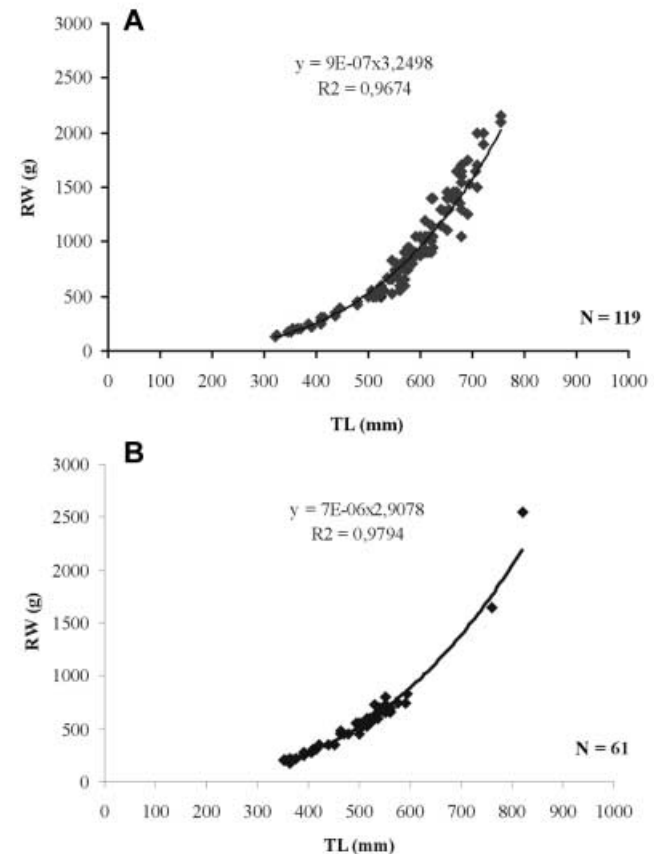 A
3000
y = 9E-07x3,2498
2500
R2 = 0,9674
2000
RW (g)
1500
1000
500
N = 119
0
0 100 200 300 400 500 600 700 800 900 1000
TL (mm)
B
3000
y = 7E-06x2,9078
2500
R2 = 0,9794
2000
RW (g)
1500
1000
500
N = 61
0
0 100 200 300 400 500 600 700 800 900 1000
TL (mm)